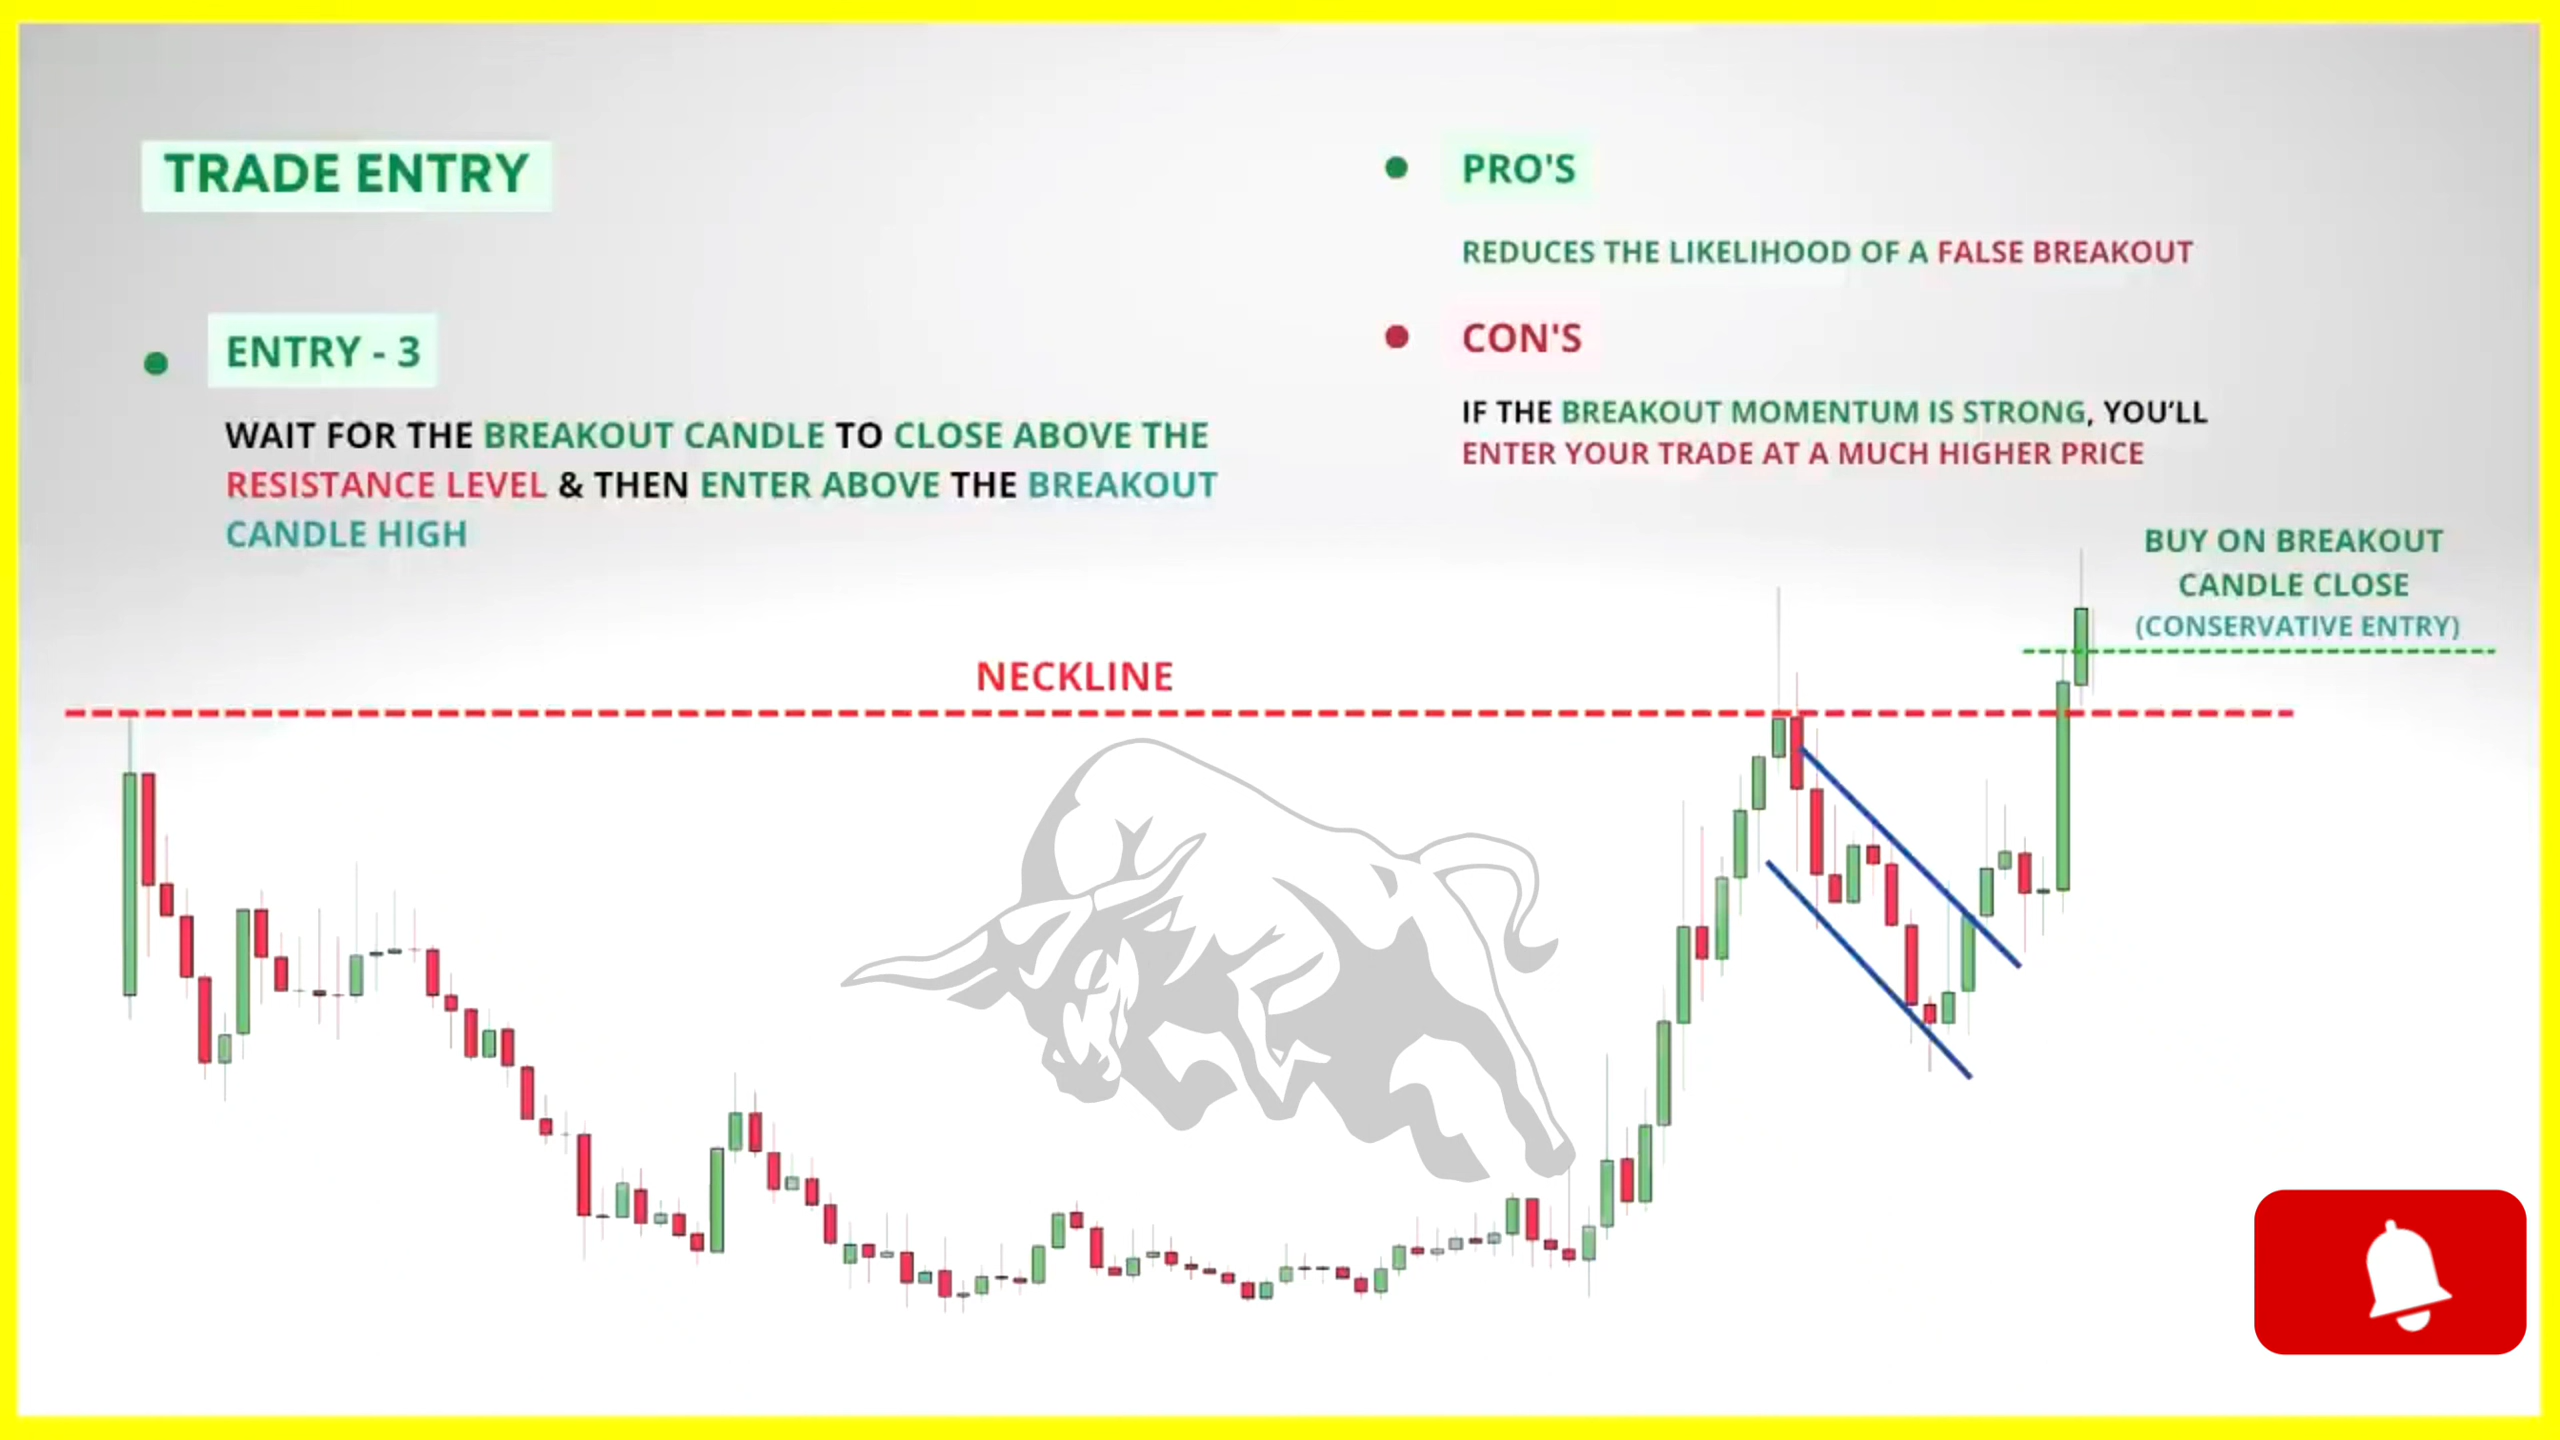 TRADE ENTRY
ENTRY - 3
WAIT FOR THE BREAKOUT CANDLE TO CLOSE ABOVE THE
RESISTANCE LEVEL & THEN ENTER ABOVE THE BREAKOUT
CANDLE HIGH
PRO'S
REDUCES THE LIKELIHOOD OF A FALSE BREAKOUT
CON'S
IF THE BREAKOUT MOMENTUM IS STRONG, YOU’LL
ENTER YOUR TRADE AT A MUCH HIGHER PRICE
BUY ON BREAKOUT
CANDLE CLOSE
(CONSERVATIVE ENTRY)
NECKLINE